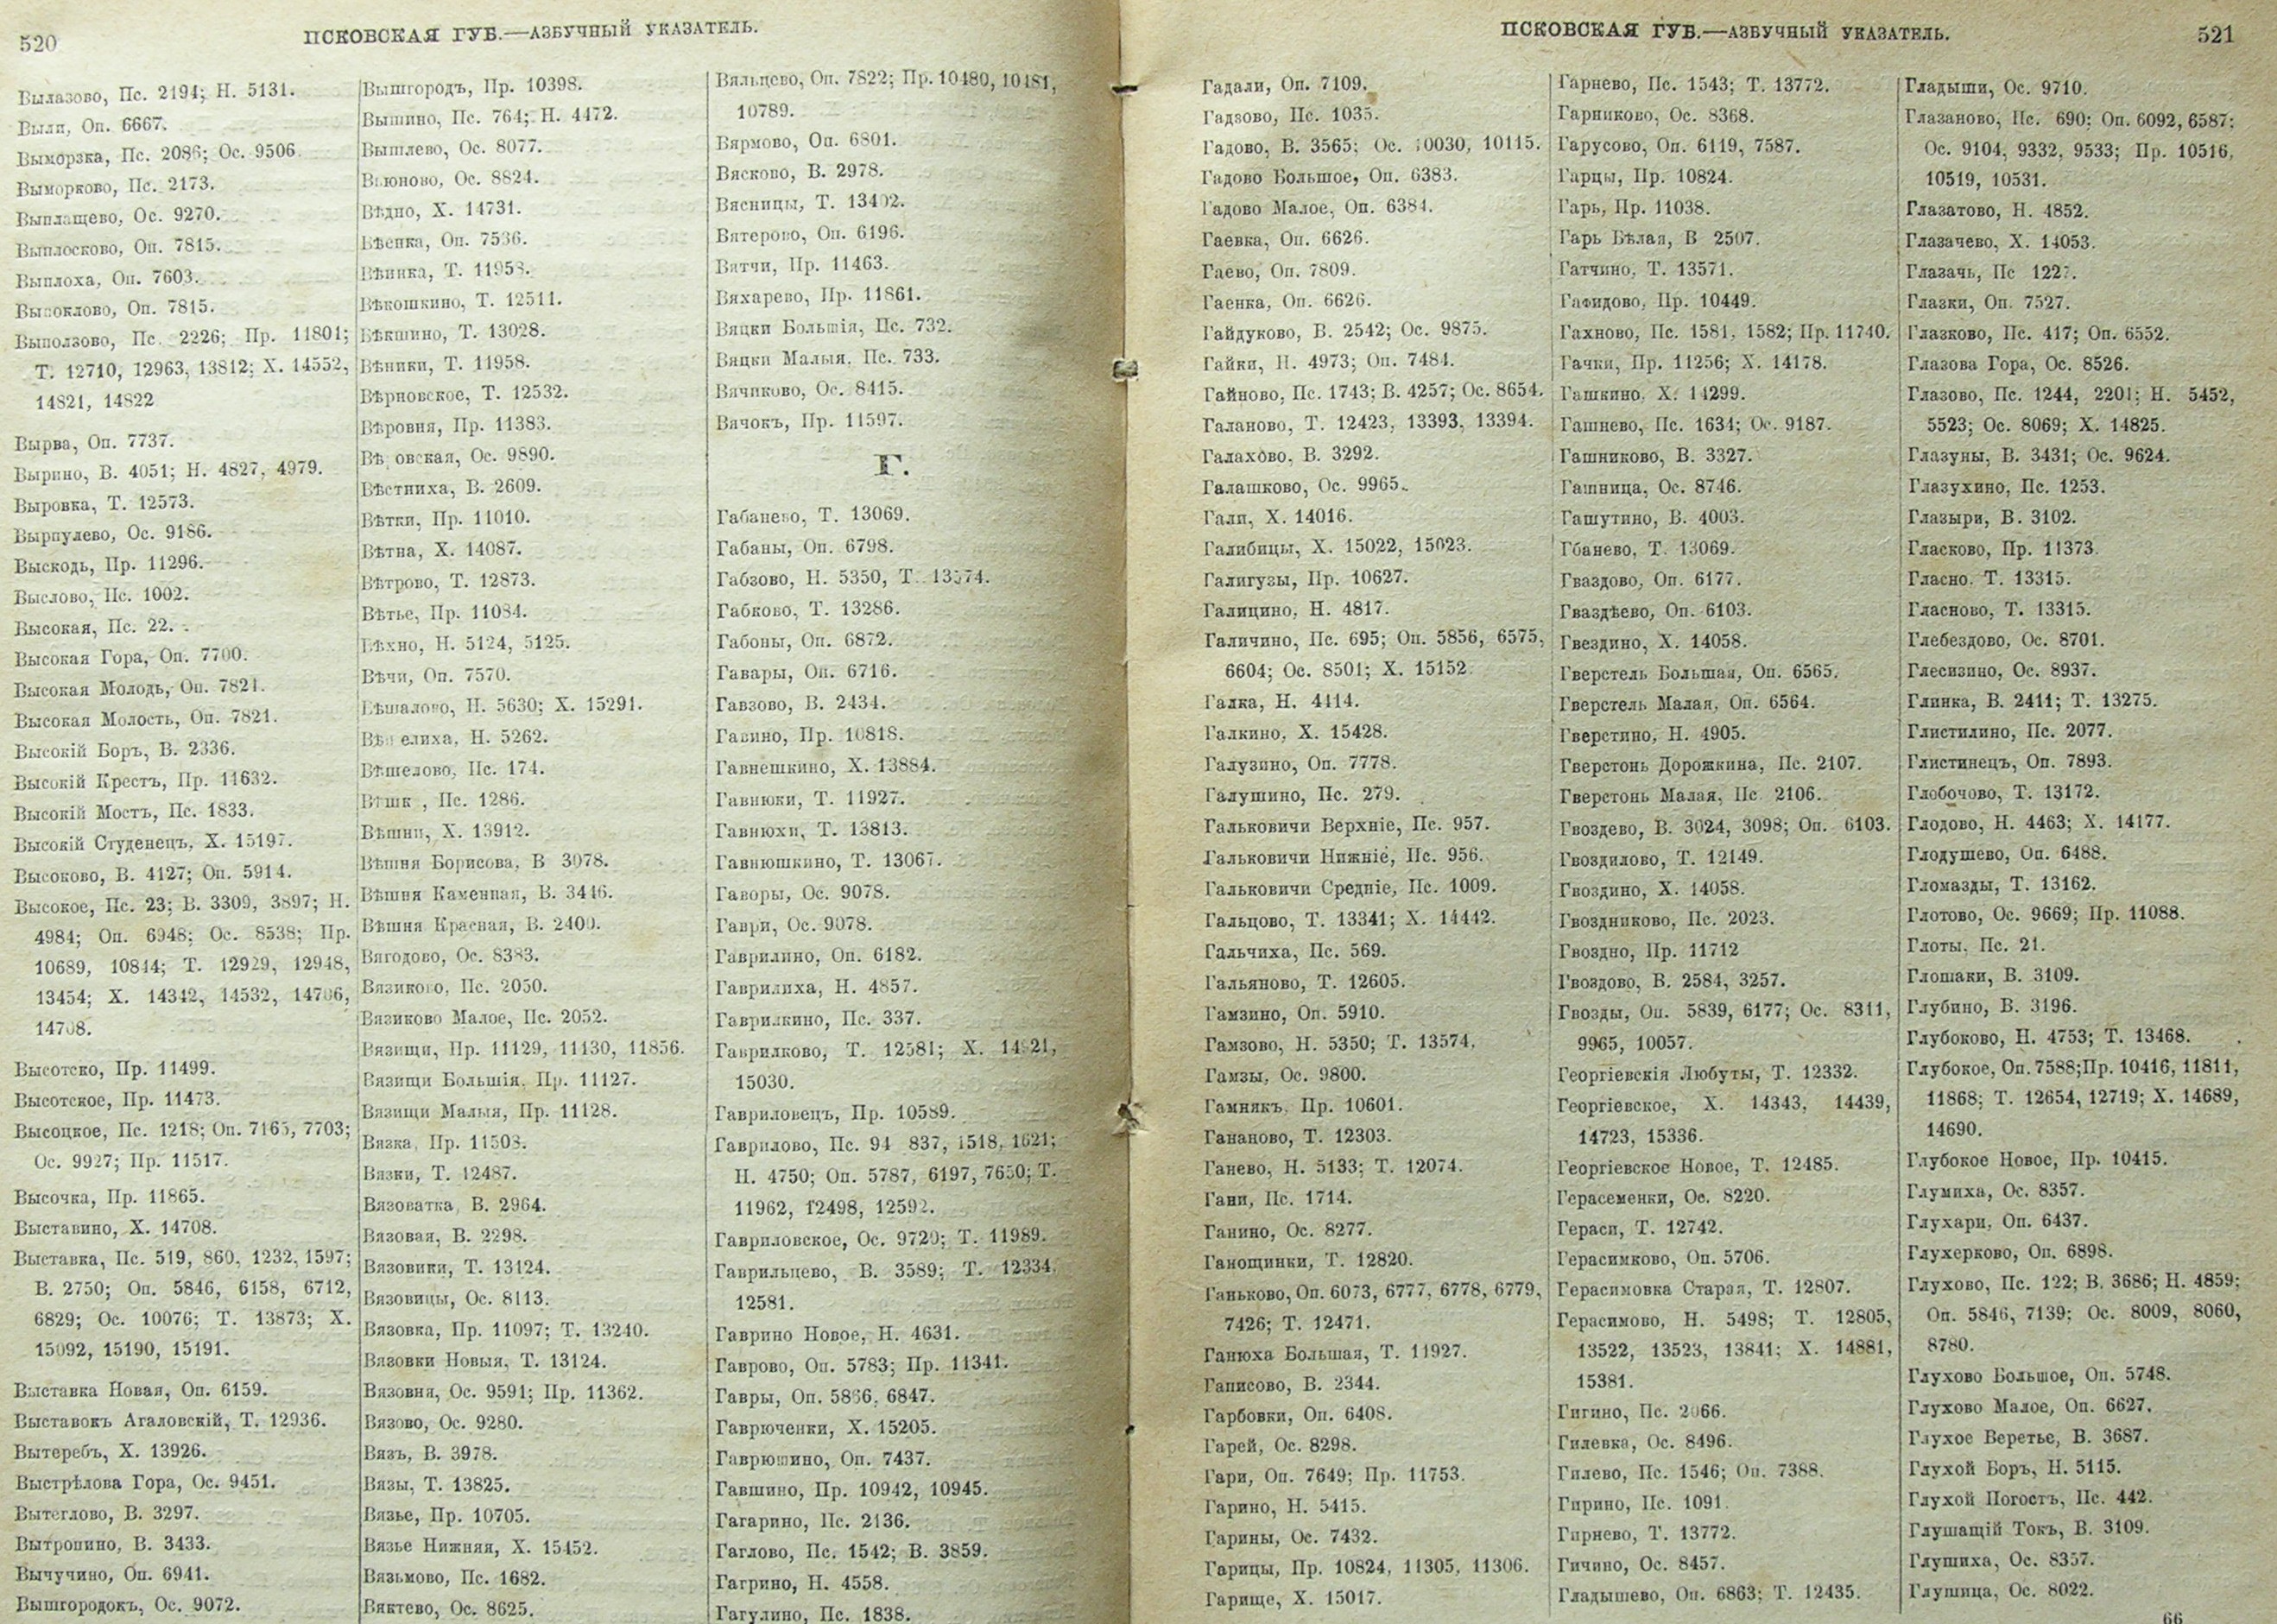 520
ПСКОВСКАЯ ГУБ.—АЗБУЧНЫЙ УКАЗАТЕЛЬ.
Вылазово, Пс. 2194; Н. 5131.
Выли, Оп. 6667.
Выморзка, Пс. 2086; Ос. 9506
Выморково, Пс. 2173.
Выплащево, Ос. 9270.
Выплосково, Оп. 7815.
Выплоха, Оп. 7603.
Выпоклово, Оп. 7815.
Выползово, Пс. 2226; Пр. 11801;
Т. 12710, 12963, 13812; Х. 14552,
14821, 14822
Вырва, Оп. 7737.
Вырино, В. 4051; Н. 4827, 4979.
Выровка, Т. 12573.
Вырпулево, Ос. 9186.
Выскодь, Пр. 11296.
Выслово, Пс. 1002.
Высокая, Пс. 22.
Высокая Гора, Оп. 7700.
Высокая Молодь, Оп. 7821.
Высокая Молость, Оп. 7821.
Высокій Боръ, В. 2336.
Высокій Крестъ, Пр. 11632.
Высокій Мостъ, Пс. 1833.
Высокій Студенецъ, Х. 15197.
Высоково, В. 4127; Оп. 5914.
Высокое, Пс. 23; В. 3309, 3897; Н.
4984; Оп. 6948; Ос. 8538; Пр.
10689, 10844; Т. 12929, 12948,
13454; Х. 14342, 14532, 14706,
14708.
Высотско, Пр. 11499.
Высотское, Пр. 11473.
Высоцкое, Пс. 1218; Оп. 7165, 7703;
Ос. 9927; Пр. 11517.
Высочка, Пр. 11865.
Выставино, Х. 14708.
Выставка, Пс. 519, 860, 1232, 1597;
В. 2750; Оп. 5846, 6158, 6712,
6829; Ос. 10076; Т. 13873; Х.
15092, 15190, 15191.
Выставка Новая, Оп. 6159.
Выставокъ Агаловскій, Т. 12936.
Вытеребъ, Х. 13926.
Выстрѣлова Гора, Ос. 9451.
Вытеглово, В. 3297.
Вытропино, В. 3433.
Вычучино, Оп. 6941.
Вышгородокъ, Ос. 9072.
Вышгородъ, Пр. 10398.
Вышино, Пс. 764; Н. 4472.
Вышлево, Ос. 8077.
Вьюново, Ос. 8824.
Вѣдно, Х. 14731.
Вѣенка, Оп. 7536.
Вѣинка, Т. 11958.
Вѣкошкино, Т. 12511.
Вѣкшино, Т. 13028.
Вѣники, Т. 11958.
Вѣрновское, Т. 12532.
Вѣровня, Пр. 11383.
Ос. 9890.
Вѣстниха, В. 2609.
Вѣтки, Пр. 11010.
Вѣтна, Х. 14087.
Вѣтрово, Т. 12873.
Вѣтье, Пр. 11084.
Вѣхно, Н. 5124, 5125.
Вѣчи, Оп. 7570.
Вѣшалово, Н. 5630; Х. 15291.
Н. 5262.
Вѣшелово, Пс. 174.
Пс. 1286.
Вѣшни, Х. 13912.
Вѣшня Борисова, В 3078.
Вѣшня Каменная, В. 3446.
Вѣшня Красная, В. 2400.
Вягодово, Ос. 8383.
Вязиково, Пс. 2050.
Вязиково Малое, Пс. 2052.
Вязищи, Пр. 11129, 11130, 11856.
Вязищи Большія, Пр. 11127.
Вязищи Малыя, Пр. 11128.
Вязка, Пр. 11508.
Вязки, Т. 12487.
Вязоватка, В. 2964.
Вязовая, В. 2298.
Вязовики, Т. 13124.
Вязовицы, Ос. 8113.
Вязовка, Пр. 11097; Т. 13240.
Вязовки Новыя, Т. 13124.
Вязовня, Ос. 9591; Пр. 11362.
Вязово, Ос. 9280.
Вязъ, В. 3978.
Вязы, Т. 13825.
Вязье, Пр. 10705.
Вязье Нижняя, Х. 15452.
Вязьмово, Пс. 1682.
Вяктево, Ос. 8625.
Вяльцево, Оп. 7822; Пр. 10480, 10481,
10789.
Вярмово, Оп. 6801.
Вясково, В. 2978.
Вясницы, Т. 13402.
Вятерово, Оп. 6196.
Вятчи, Пр. 11463.
Вяхарево, Пр. 11861.
Вяцки Большія, Пс. 732.
Вяцки Малыя, Пс. 733.
Вячиково, Ос. 8415.
Вячокъ, Пр. 11597.
Г.
Габанево, Т. 13069.
Габаны, Оп. 6798.
Габзово, Н. 5350, Т. 13574.
Габково, Т. 13286.
Габоны, Оп. 6872.
Гавары, Оп. 6716.
Гавзово, В. 2434.
Гавино, Пр. 10818.
Гавнешкино, Х. 13884.
Гавнюки, Т. 11927.
Гавнюхи, Т. 13813.
Гавнюшкино, Т. 13067.
Гаворы, Ос. 9078.
Гаври, Ос. 9078.
Гаврилино, Оп. 6182.
Гаврилиха, Н. 4857.
Гаврилкино, Пс. 337.
Гаврилково, Т. 12581; Х.
15030.
Гавриловецъ, Пр. 10589.
Гаврилово, Пс. 94 837, 1518, 1621;
Н. 4750; Оп. 5787, 6197, 7650; Т.
11962, 12498, 12592.
Гавриловское, Ос. 9720; Т. 11989.
Гаврильцево, В. 3589; Т. 12334,
12581.
Гаврино Новое, Н. 4631.
Гаврово, Оп. 5783; Пр. 11341.
Гавры, Оп. 5866, 6847.
Гаврюченки, Х. 15205.
Гаврюшино, Оп. 7437.
Гавшино, Пр. 10942, 10945.
Гагарино, Пс. 2136.
Гаглово, Пс. 1542; В. 3859.
Гагрино, Н. 4558.
Гагулино, Пс. 1838.
ПСКОВСКАЯ ГУБ.—АЗБУЧНЫЙ УКАЗАТЕЛЬ.
521
Гадали, Оп. 7109.
Гадзово, Пс. 1035.
Гадово, В. 3565; Ос. 10030, 10115.
Гадово Большое, Оп. 6383.
Гадово Малое, Оп. 6384.
Гаевка, Оп. 6626.
Гаево, Оп. 7809.
Гаенка, Оп. 6626.
Гайдуково, В. 2542; Ос. 9875.
Гайки, Н. 4973; Оп. 7484.
Гайново, Пс. 1743; В. 4257; Ос. 8654.
Галаново, Т. 12423, 13393, 13394.
Галахово, В. 3292.
Галашково, Ос. 9965.
Гали, Х. 14016.
Галибицы, Х. 15022, 15023.
Галигузы, Пр. 10627.
Галицино, Н. 4817.
Галичино, Пс. 695; Оп. 5856, 6575,
6604; Ос. 8501; Х. 15152.
Галка, Н. 4114.
Галкино, Х. 15428.
Галузино, Оп. 7778.
Галушино, Пс. 279.
Гальковичи Верхніе, Пс. 957.
Гальковичи Нижніе, Пс. 956.
Гальковичи Средніе, Пс. 1009.
Гальцово, Т. 13341; Х. 14442.
Гальчиха, Пс. 569.
Гальяново, Т. 12605.
Гамзино, Оп. 5910.
Гамзово, Н. 5350; Т. 13574.
Гамзы, Ос. 9800.
Гамнякъ, Пр. 10601.
Гананово, Т. 12303.
Ганево, Н. 5133; Т. 12074.
Гани, Пс. 1714.
Ганино, Ос. 8277.
Ганощинки, Т. 12820.
Ганьково, Оп. 6073, 6777, 6778, 6779,
7426; Т. 12471.
Ганюха Большая, Т. 11927.
Гаписово, В. 2344.
Гарбовки, Оп. 6408.
Гарей, Ос. 8298.
Гари, Оп. 7649; Пр. 11753.
Гарино, Н. 5415.
Гарины, Ос. 7432.
Гарицы, Пр. 10824, 11305, 11306.
Гарище, Х. 15017.
Гарнево, Пс. 1543; Т. 13772.
Гарниково, Ос. 8368.
Гарусово, Оп. 6119, 7587.
Гарцы, Пр. 10824.
Гарь, Пр. 11038.
Гарь Бѣлая, В 2507.
Гатчино, Т. 13571.
Гафидово, Пр. 10449.
Гахново, Пс. 1581, 1582; Пр. 11740.
Гачки, Пр. 11256; Х. 14178.
Гашкино, Х. 14299.
Гашнево, Пс. 1634; Ос. 9187.
Гашниково, В. 3327.
Гашница, Ос. 8746.
Гашутино, В. 4003.
Гбанево, Т. 13069.
Гваздово, Оп. 6177.
Гваздѣево, Оп. 6103.
Гвездино, Х. 14058.
Гверстель Большая, Оп. 6565.
Гверстель Малая, Оп. 6564.
Гверстино, Н. 4905.
Гверстонь Дорожкина, Пс. 2107.
Гверстонь Малая, Пс 2106.
Гвоздево, В. 3024, 3098; Оп. 6103.
Гвоздилово, Т. 12149.
Гвоздино, Х. 14058.
Гвоздниково, Пс. 2023.
Гвоздно, Пр. 11712
Гвоздово, В. 2584, 3257.
Гвозды, Оп. 5839, 6177; Ос. 8311,
9965, 10057.
Георгіевскія Любуты, Т. 12332.
Георгіевское, Х. 14343, 14439,
14723, 15336.
Георгіевское Новое, Т. 12485.
Герасеменки, Ос. 8220.
Гераси, Т. 12742.
Герасимково, Оп. 5706.
Герасимовка Старая, Т. 12807.
Герасимово, Н. 5498; Т. 12805,
13522, 13523, 13841; Х. 14881,
15381.
Гигино, Пс. 2066.
Гилевка, Ос. 8496.
Гилево, Пс. 1546; Оп. 7388.
Гирино, Пс. 1091.
Гирнево, Т. 13772.
Гичино, Ос. 8457.
Гладышево, Оп. 6863; Т. 12435.
Гладыши, Ос. 9710.
Глазаново, Пс. 690; Оп. 6092, 6587;
Ос. 9104, 9332, 9533; Пр. 10516,
10519, 10531.
Глазатово, Н. 4852.
Глазачево, Х. 14053.
Глазачь, Пс
Глазки, Оп. 7527.
Глазково, Пс. 417; Оп. 6552.
Глазова Гора, Ос. 8526.
Глазово, Пс. 1244, 2201; Н. 5452,
5523; Ос. 8069; Х. 14825.
Глазуны, В. 3431; Ос. 9624.
Глазухино, Пс. 1253.
Глазыри, В. 3102.
Гласково, Пр. 11373.
Гласно, Т. 13315.
Гласново, Т. 13315.
Глебездово, Ос. 8701.
Глесизино, Ос. 8937.
Глинка, В. 2411; Т. 13275.
Глистилино, Пс. 2077.
Глистинецъ, Оп. 7893.
Глобочово, Т. 13172.
Глодово, Н. 4463; Х. 14177.
Глодушево, Оп. 6488.
Гломазды, Т. 13162.
Глотово, Ос. 9669; Пр. 11088.
Глоты, Пс. 21.
Глошаки, В. 3109.
Глубино, В. 3196.
Глубоково, Н. 4753; Т. 13468.
Глубокое, Оп. 7588; Пр. 10416, 11811,
11868; Т. 12654, 12719; Х. 14689,
14690.
Глубокое Новое, Пр. 10415.
Глумиха, Ос. 8357.
Глухари, Оп. 6437.
Глухерково, Оп. 6898.
Глухово, Пс. 122; В. 3686; Н. 4859;
Оп. 5846, 7139; Ос. 8009, 8060,
8780.
Глухово Большое, Оп. 5748.
Глухово Малое, Оп. 6627.
Глухое Веретье, В. 3687.
Глухой Боръ, Н. 5115.
Глухой Погостъ, Пс. 442.
Глушащій Токъ, В. 3109.
Глушиха, Ос. 8357.
Глушица, Ос. 8022.
66